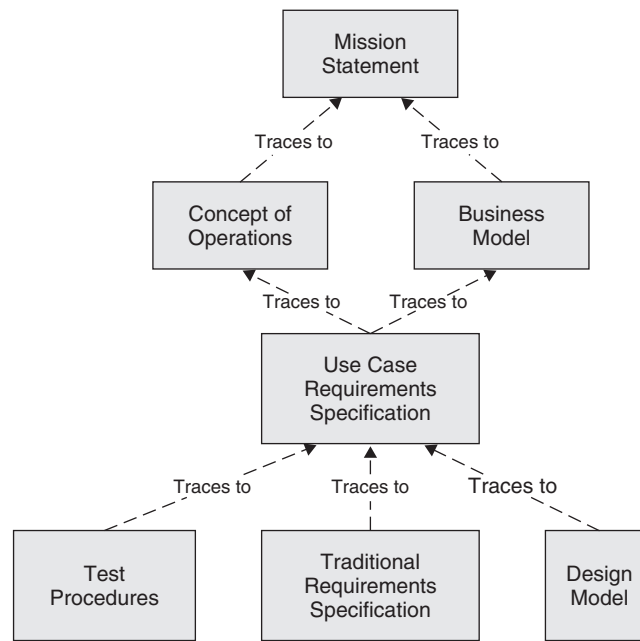 Mission
Statement
Traces to
Traces to
Concept of
Operations
Business
Model
Traces to
Traces to
Use Case
Requirements
Specification
Traces to
Traces to
Traces to
Test
Procedures
Traditional
Requirements
Specification
Design
Model